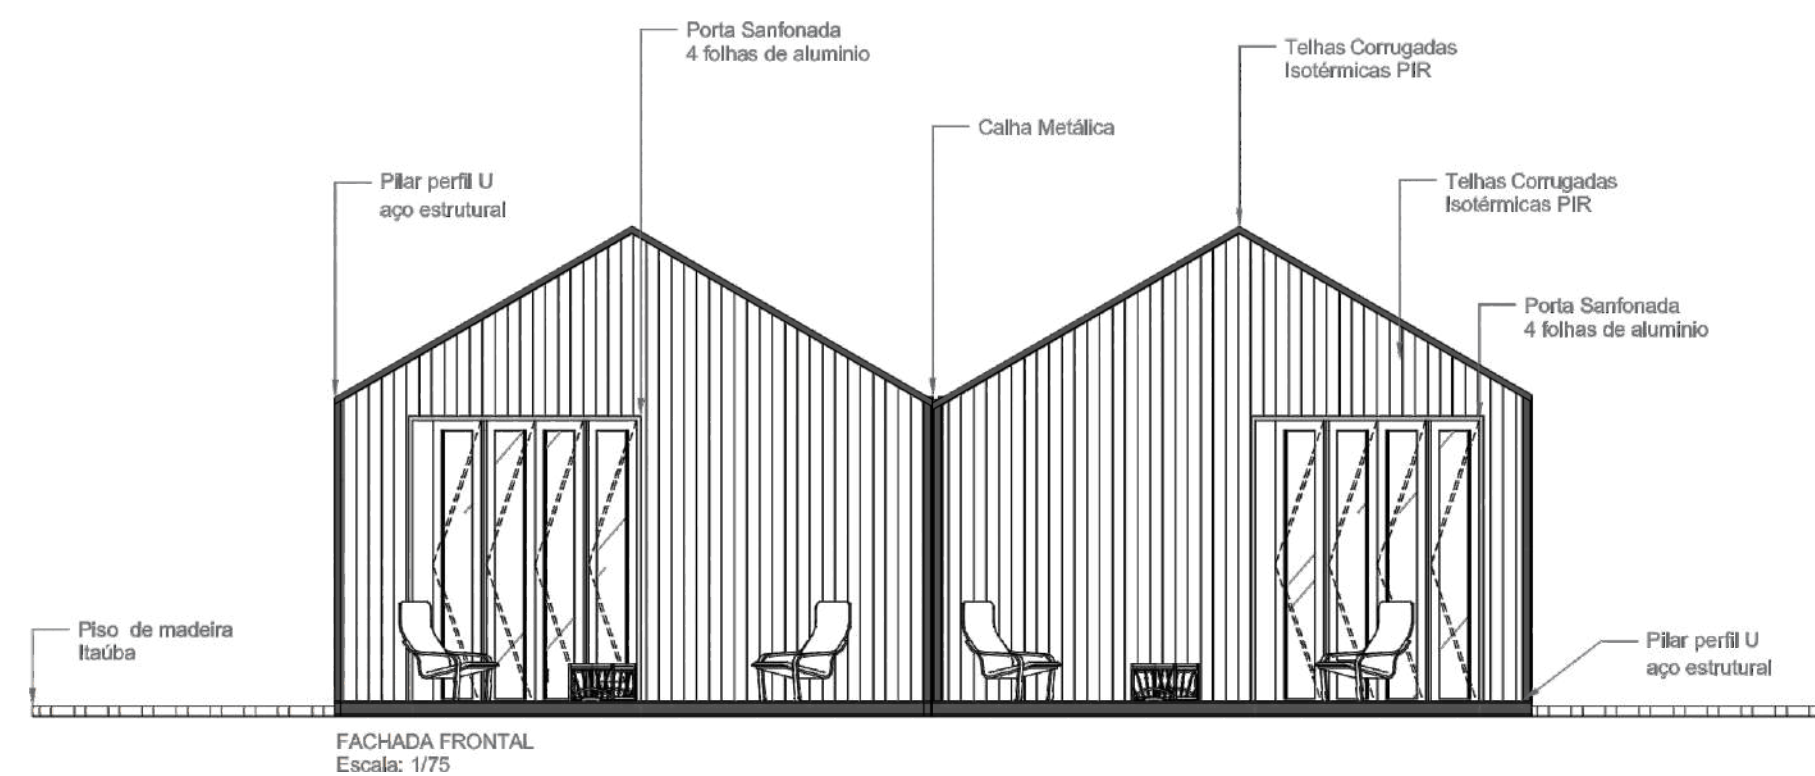 Porta Sanfonada
4 folhas de aluminio
Telhas Corrugadas
Isotérmicas PIR
Calha Metálica
Pilar perfil U
aço estrutural
Telhas Corrugadas
Isotérmicas PIR
Porta Sanfonada
4 folhas de aluminio
Piso de madeira
Itaúba
Pilar perfil U
aço estrutural
FACHADA FRONTAL
Escala: 1/75